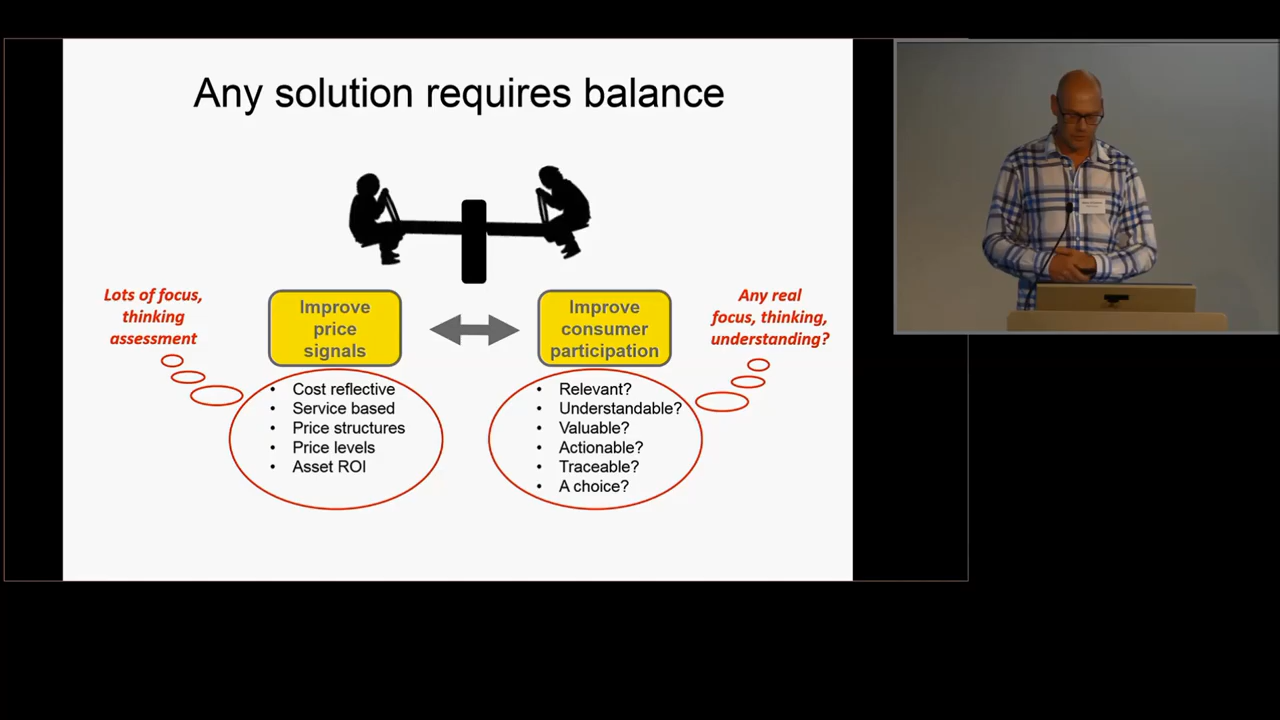 Any solution requires balance
Lots of focus,
thinking
assessment
Improve
price
signals
Improve
consumer
participation
Any real
focus, thinking,
understanding?
• Cost reflective
• Service based
• Price structures
• Price levels
• Asset ROI
• Relevant?
• Understandable?
• Valuable?
• Actionable?
• Traceable?
• A choice?